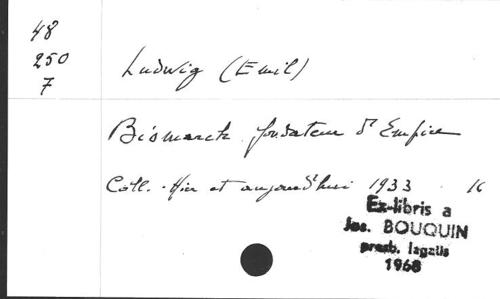 48
250
7
Ludwig (Emil)
Bismarck fondateur d'Empire
Coll. Hier et aujourd'hui 1933 16
Ex-libris a
Jos. BOUQUIN
presb. lugalis
1968